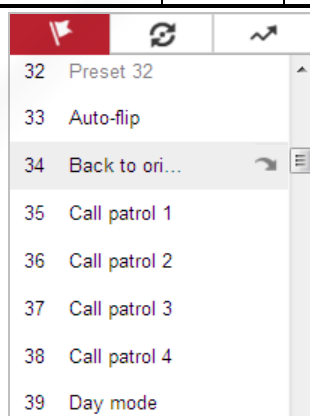 32 Preset 32
33 Auto-flip
34 Back to ori...
35 Call patrol 1
36 Call patrol 2
37 Call patrol 3
38 Call patrol 4
39 Day mode